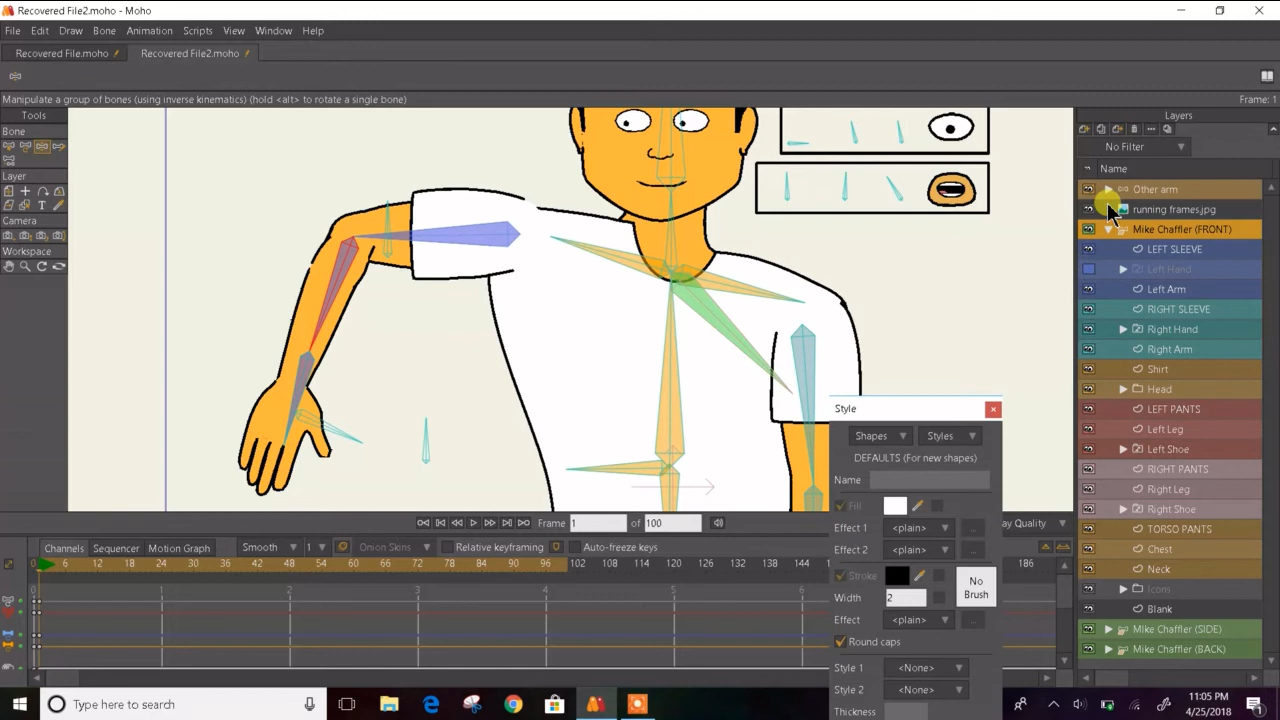 Recovered File2.moho - Moho
File Edit Draw Bone Animation Scripts View Window Help
Recovered File.moho Recovered File2.moho
Manipulate a group of bones (using inverse kinematics) (hold <alt> to rotate a single bone) Frame: 1
Tools
Bone
Layer
Camera
Workspace
Layers
No Filter
Name
Other arm
running frames.jpg
Mike Chaffler (FRONT)
LEFT SLEEVE
Left Hand
Left Arm
RIGHT SLEEVE
Right Hand
Right Arm
Shirt
Head
LEFT PANTS
Left Leg
Left Shoe
RIGHT PANTS
Right Leg
Right Shoe
TORSO PANTS
Chest
Neck
Icons
Blank
Mike Chaffler (SIDE)
Mike Chaffler (BACK)
Style
Shapes Styles
DEFAULTS (For new shapes)
Name
Fill
Effect 1 <plain> ...
Effect 2 <plain> ...
Stroke
Width 2
No Brush
Effect <plain> ...
Round caps
Style 1 <None>
Style 2 <None>
Thickness
Frame 1 of 100
ay Quality
Channels Sequencer Motion Graph Smooth 1 Onion Skins Relative keyframing Auto-freeze keys
0 6 12 18 24 30 36 42 48 54 60 66 72 78 84 90 96 102 108 114 120 126 132 138 144 186
0 1 2 3 4 5 6
Type here to search
11:05 PM
4/25/2018
1